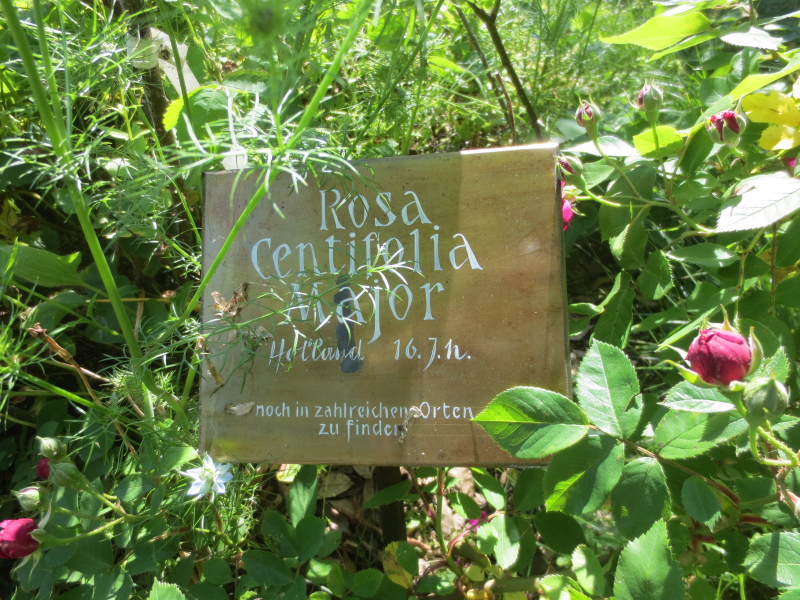 Rosa
Centifolia
Major
Holland 16. J. h.
noch in zahlreichen Orten
zu finden